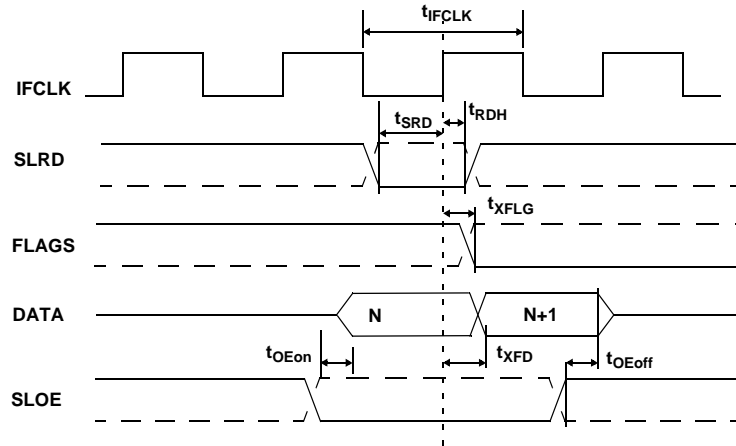 tIFCLK
IFCLK
tSRD
tRDH
SLRD
tXFLG
FLAGS
DATA
N
N+1
tOEon
tXFD
tOEoff
SLOE